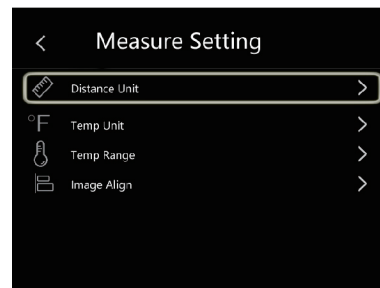 Measure Setting
Distance Unit
°F Temp Unit
Temp Range
Image Align